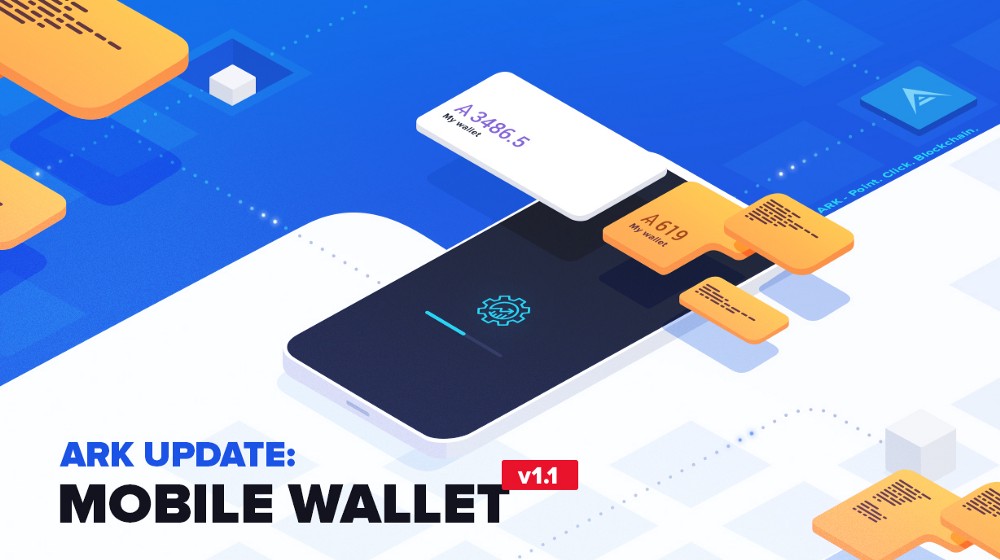 A 3486.5
My wallet
ARK - Point. Click. Blockchain.
A 619
My wallet
ARK UPDATE:
MOBILE WALLET
v1.1